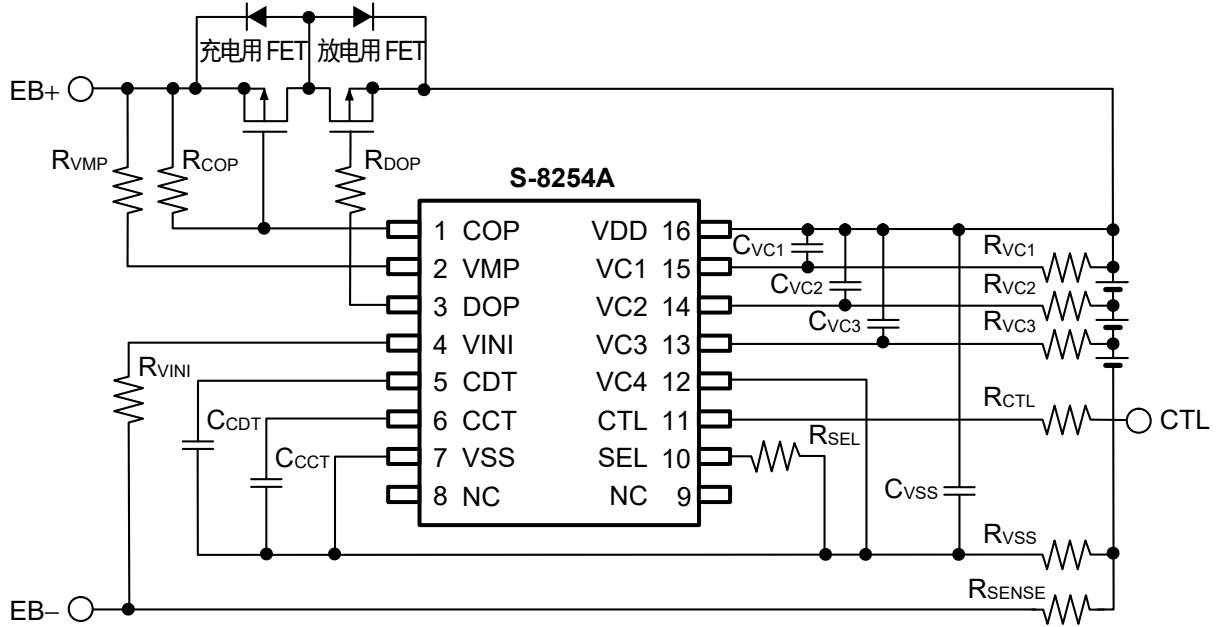 充电用 FET 放电用 FET
EB+
RVMP RCOP RDOP
S-8254A
1 COP VDD 16
CVC1 RVC1
2 VMP VC1 15
CVC2 RVC2
3 DOP VC2 14
CVC3 RVC3
4 VINI VC3 13
RVINI
5 CDT VC4 12
CCDT RCTL
6 CCT CTL 11 CTL
RSEL
CCCT
7 VSS SEL 10
CVSS
8 NC NC 9
RVSS
RSENSE
EB−